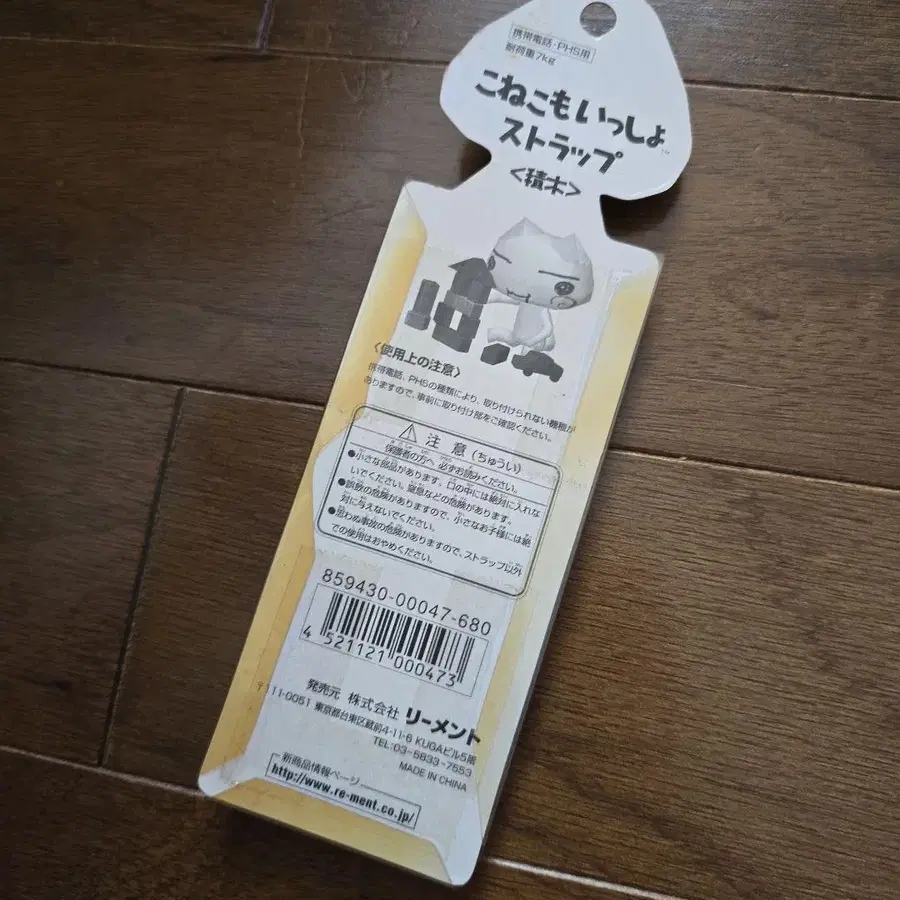 携帯電話・PHS用
耐荷重7kg
こねこもいっしょ
ストラップ
<積木>
〈使用上の注意〉
携帯電話、PHSの種類により、取り付けられない機種が
ありますので、事前に取り付け部をご確認ください。
注意(ちゅうい)
保護者の方へ 必ずお読みください。
●小さな部品があります。口の中には絶対に入れな
いでください。窒息などの危険があります。
●誤飲の危険がありますので、小さなお子様には絶
対に与えないでください。
●思わぬ事故の危険がありますので、ストラップ以外
での使用はおやめください。
859430-00047-680
4 521121 000473
発売元 株式会社 リーメント
〒111-0051 東京都台東区蔵前4-11-6 KUGAビル5階
TEL:03-5833-7553
MADE IN CHINA
新商品情報ページ
http://www.re-ment.co.jp/